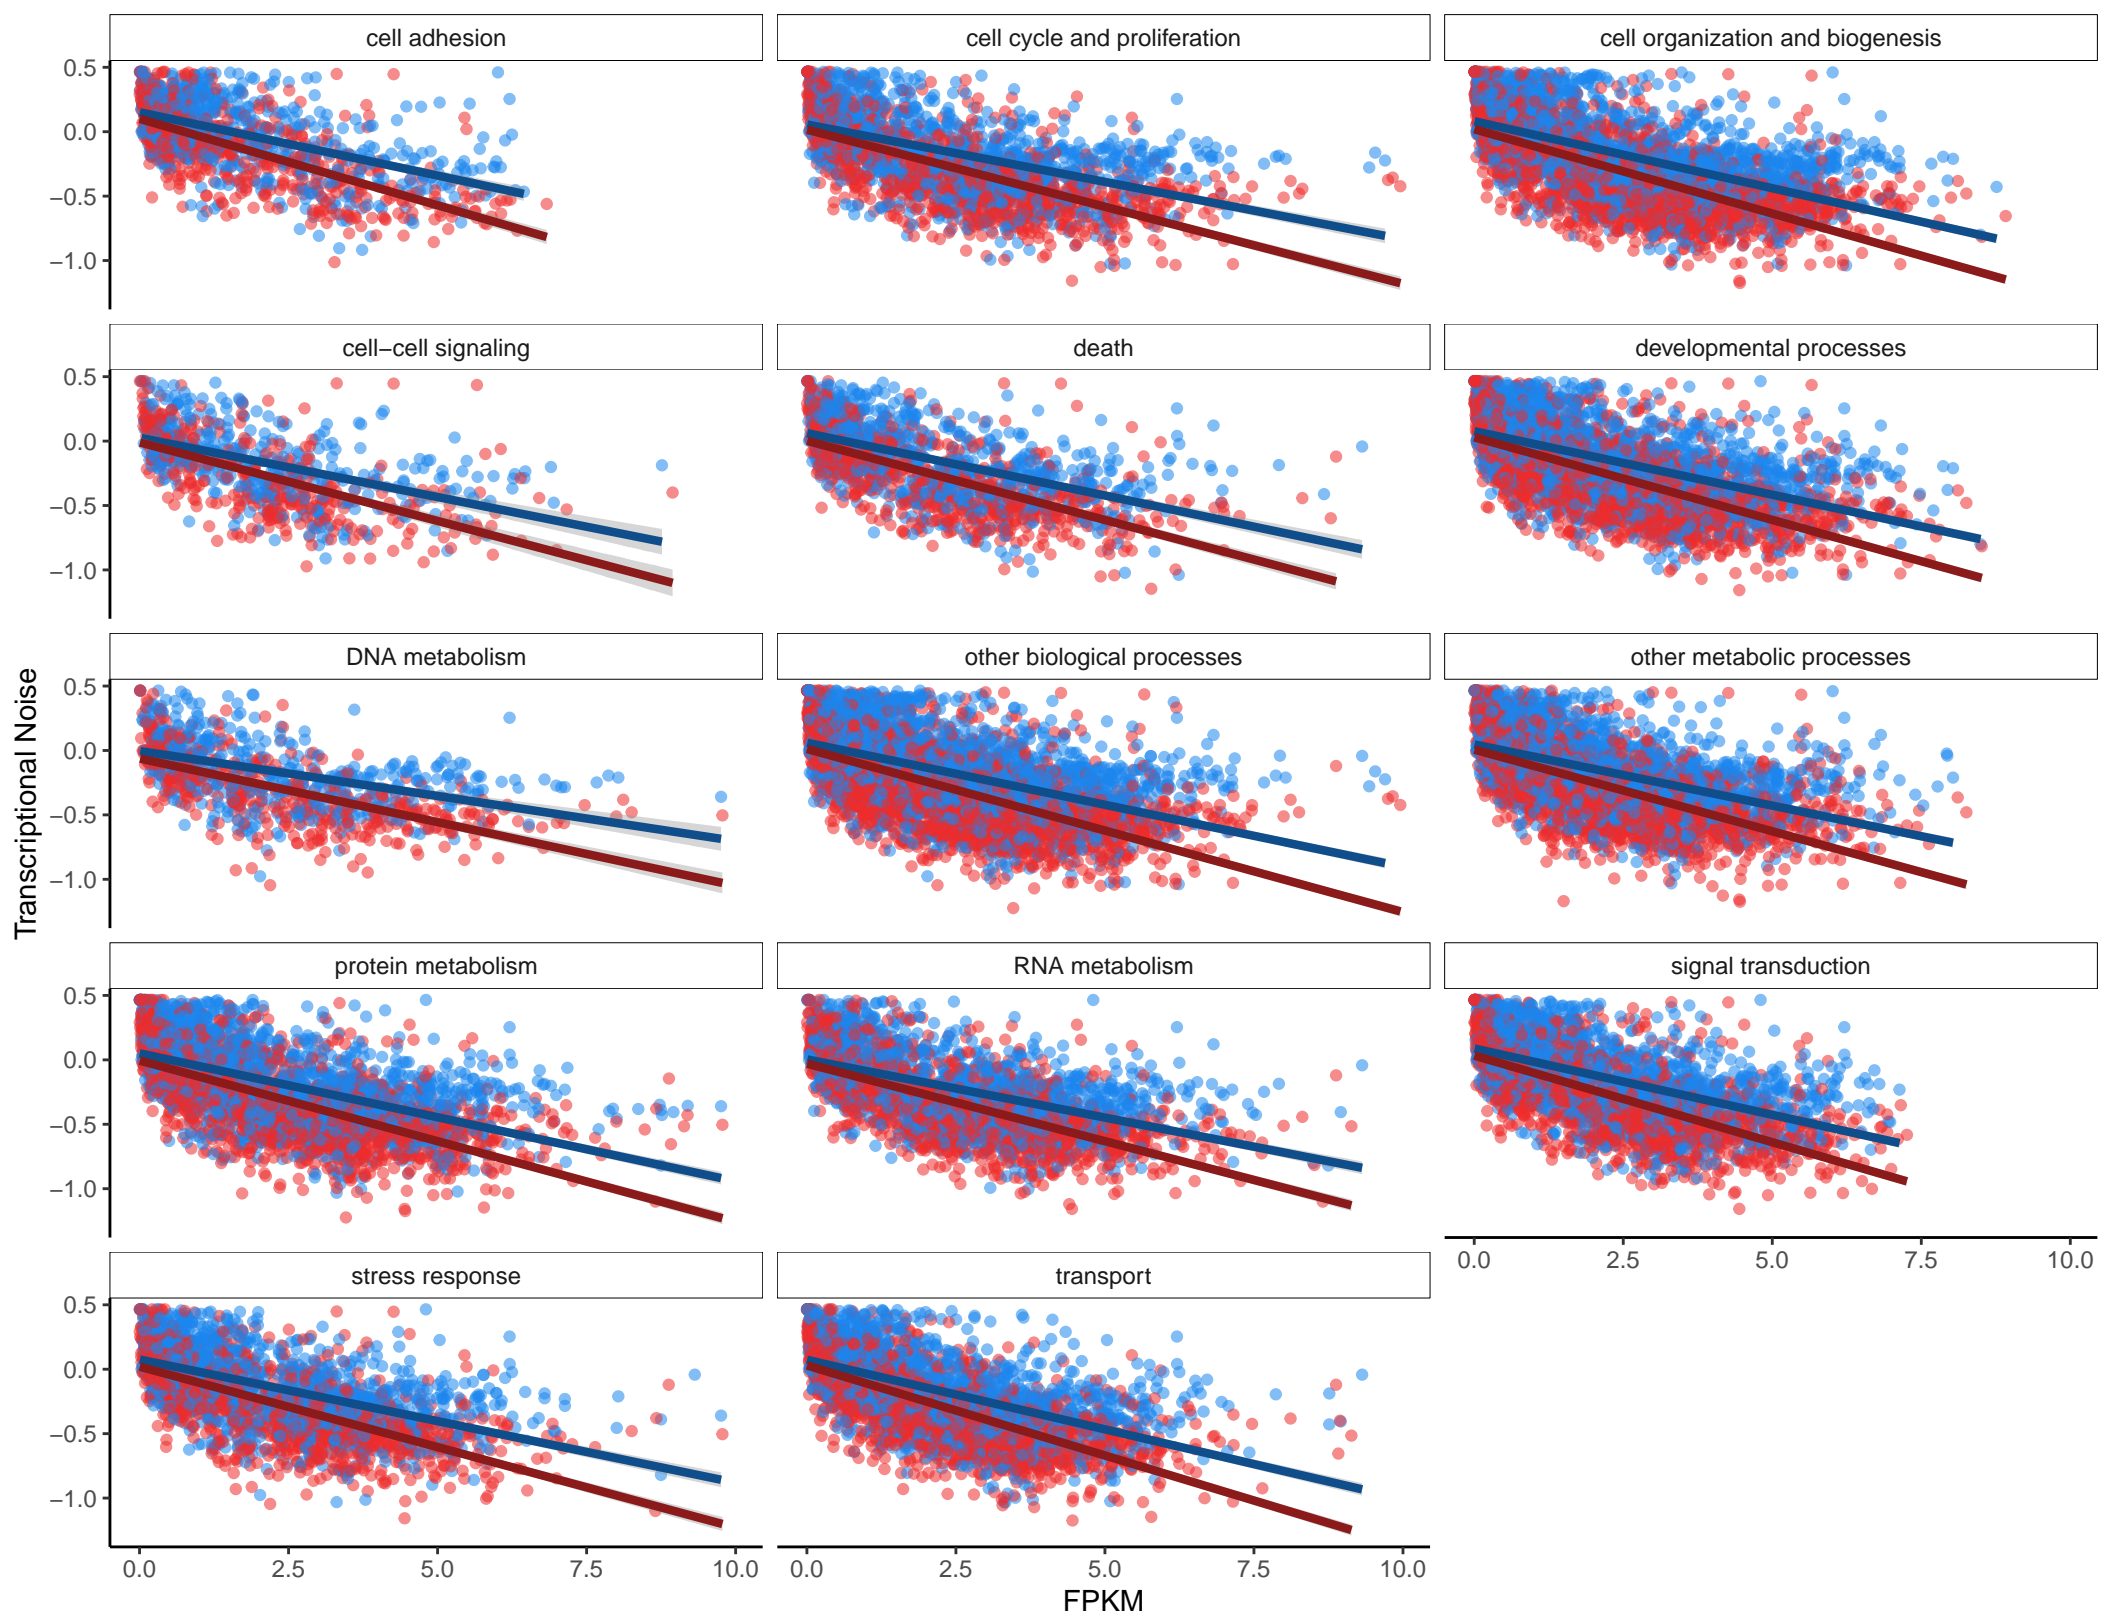 cell adhesion
cell cycle and proliferation
cell organization and biogenesis
0.5
0.0
−0.5
−1.0
cell−cell signaling
death
developmental processes
0.5
0.0
−0.5
−1.0
DNA metabolism
other biological processes
other metabolic processes
0.5
0.0
−0.5
−1.0
Transcriptional Noise
protein metabolism
RNA metabolism
signal transduction
0.5
0.0
−0.5
−1.0
0.0 2.5 5.0 7.5 10.0
stress response
transport
0.5
0.0
−0.5
−1.0
0.0 2.5 5.0 7.5 10.0
0.0 2.5 5.0 7.5 10.0
FPKM